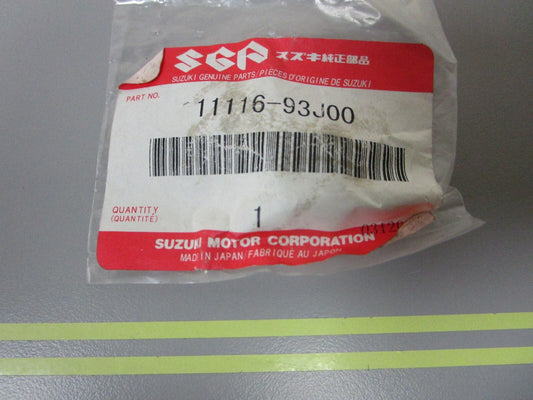 SGP スズキ純正部品
SUZUKI GENUINE PARTS/PIÈCES D'ORIGINE DE SUZUKI
PART NO. 11116-93J00
QUANTITY
(QUANTITÉ) 1
SUZUKI MOTOR CORPORATION
MADE IN JAPAN/FABRIQUE AU JAPON